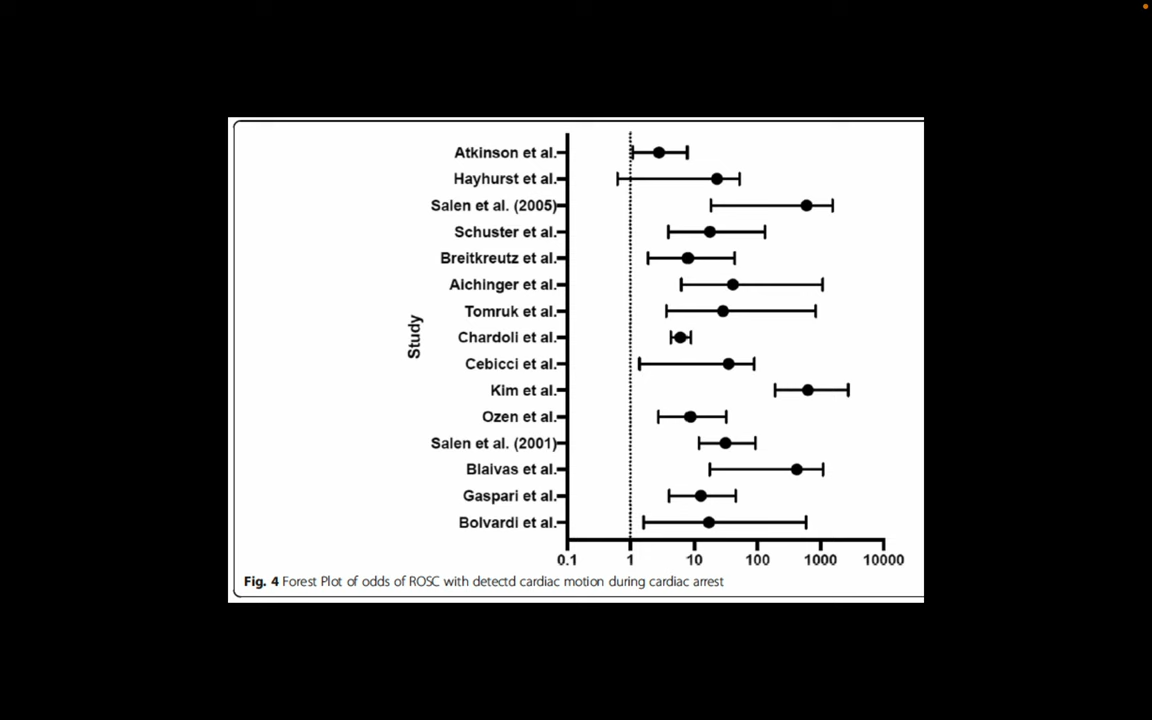 Atkinson et al.
Hayhurst et al.
Salen et al. (2005)
Schuster et al.
Breitkreutz et al.
Aichinger et al.
Tomruk et al.
Study
Chardoli et al.
Cebicci et al.
Kim et al.
Ozen et al.
Salen et al. (2001)
Blaivas et al.
Gaspari et al.
Bolvardi et al.
0.1 1 10 100 1000 10000
Fig. 4 Forest Plot of odds of ROSC with detectd cardiac motion during cardiac arrest